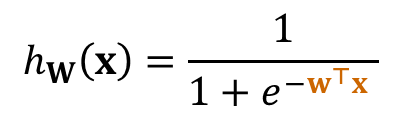 h_𝐖(𝐱) = 1 / (1 + e^(−𝐰^⊤𝐱))